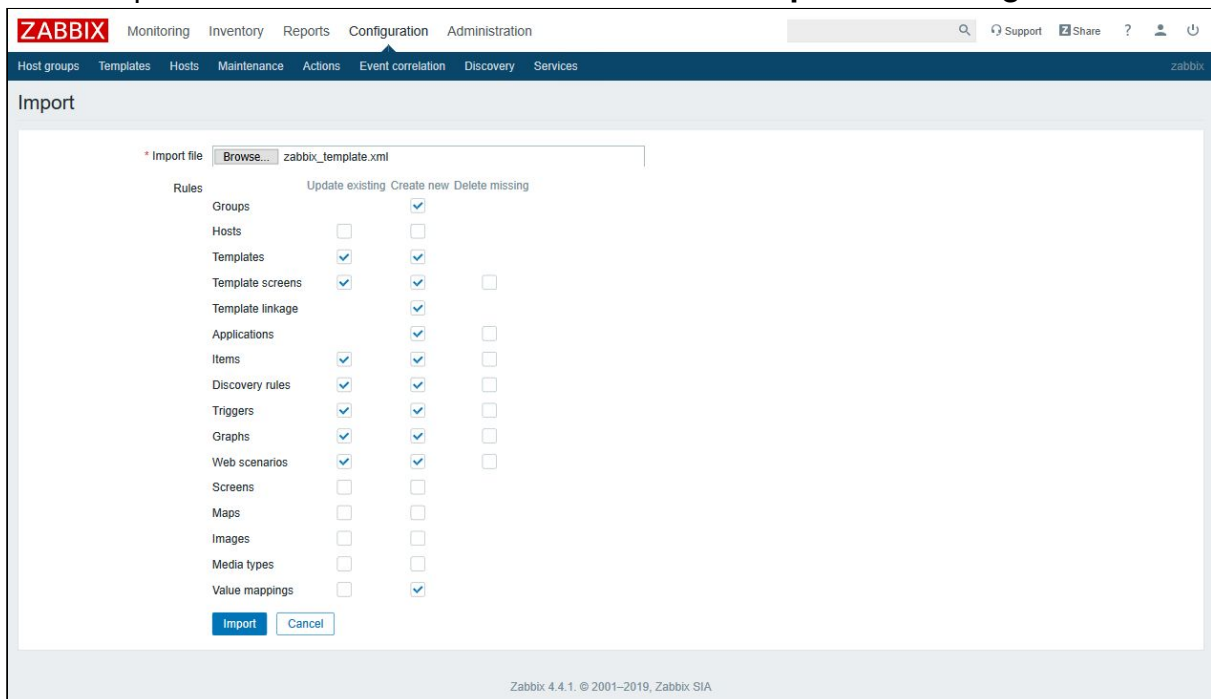 ZABBIX Monitoring Inventory Reports Configuration Administration Support Z Share ?
Host groups Templates Hosts Maintenance Actions Event correlation Discovery Services zabbix
Import
* Import file Browse... zabbix_template.xml
Rules Update existing Create new Delete missing
Groups
Hosts
Templates
Template screens
Template linkage
Applications
Items
Discovery rules
Triggers
Graphs
Web scenarios
Screens
Maps
Images
Media types
Value mappings
Import Cancel
Zabbix 4.4.1. © 2001–2019, Zabbix SIA